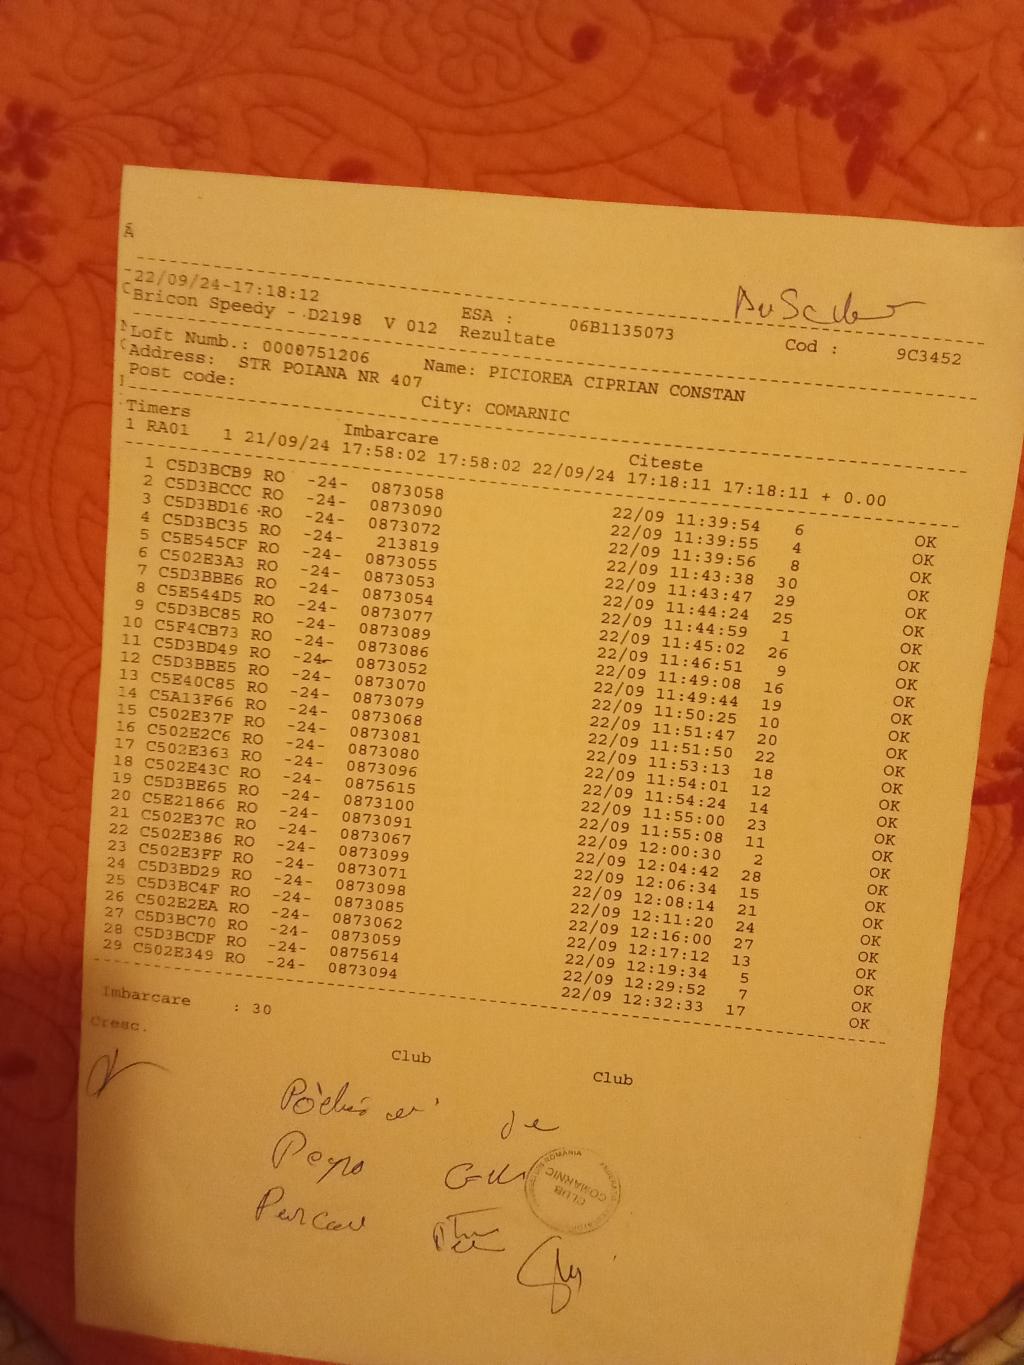 22/09/24-17:18:12
Bricon Speedy - D2198 V 012 ESA : 06B1135073 Cod : 9C3452
Rezultate
Loft Numb.: 0000751206 Name: PICIOREA CIPRIAN CONSTAN
Address: STR POIANA NR 407
Post code: City: COMARNIC
Timers Imbarcare Citeste
1 RA01 1 21/09/24 17:58:02 17:58:02 22/09/24 17:18:11 17:18:11 + 0.00
1 C5D3BCB9 RO -24- 0873058 22/09 11:39:54 6 OK
2 C5D3BCCC RO -24- 0873090 22/09 11:39:55 4 OK
3 C5D3BD16 RO -24- 0873072 22/09 11:39:56 8 OK
4 C5D3BC35 RO -24- 213819 22/09 11:43:38 30 OK
5 C5E545CF RO -24- 0873055 22/09 11:43:47 29 OK
6 C502E3A3 RO -24- 0873053 22/09 11:44:24 25 OK
7 C5D3BBE6 RO -24- 0873054 22/09 11:44:59 1 OK
8 C5E544D5 RO -24- 0873077 22/09 11:45:02 26 OK
9 C5D3BC85 RO -24- 0873089 22/09 11:46:51 9 OK
10 C5F4CB73 RO -24- 0873086 22/09 11:49:08 16 OK
11 C5D3BD49 RO -24- 0873052 22/09 11:49:44 19 OK
12 C5D3BBE5 RO -24- 0873070 22/09 11:50:25 10 OK
13 C5E40C85 RO -24- 0873079 22/09 11:51:47 20 OK
14 C5A13F66 RO -24- 0873068 22/09 11:51:50 22 OK
15 C502E37F RO -24- 0873081 22/09 11:53:13 18 OK
16 C502E2C6 RO -24- 0873080 22/09 11:54:01 12 OK
17 C502E363 RO -24- 0873096 22/09 11:54:24 14 OK
18 C502E43C RO -24- 0875615 22/09 11:55:00 23 OK
19 C5D3BE65 RO -24- 0873100 22/09 11:55:08 11 OK
20 C5E21866 RO -24- 0873091 22/09 12:00:30 2 OK
21 C502E37C RO -24- 0873067 22/09 12:04:42 28 OK
22 C502E386 RO -24- 0873099 22/09 12:06:34 15 OK
23 C502E3FF RO -24- 0873071 22/09 12:08:14 21 OK
24 C5D3BD29 RO -24- 0873098 22/09 12:11:20 24 OK
25 C5D3BC4F RO -24- 0873085 22/09 12:16:00 27 OK
26 C502E2EA RO -24- 0873062 22/09 12:17:12 13 OK
27 C5D3BC70 RO -24- 0873059 22/09 12:19:34 5 OK
28 C5D3BCDF RO -24- 0875614 22/09 12:29:52 7 OK
29 C502E349 RO -24- 0873094 22/09 12:32:33 17 OK
Imbarcare : 30
Cresc. Club Club
CLUB
COMARNIC